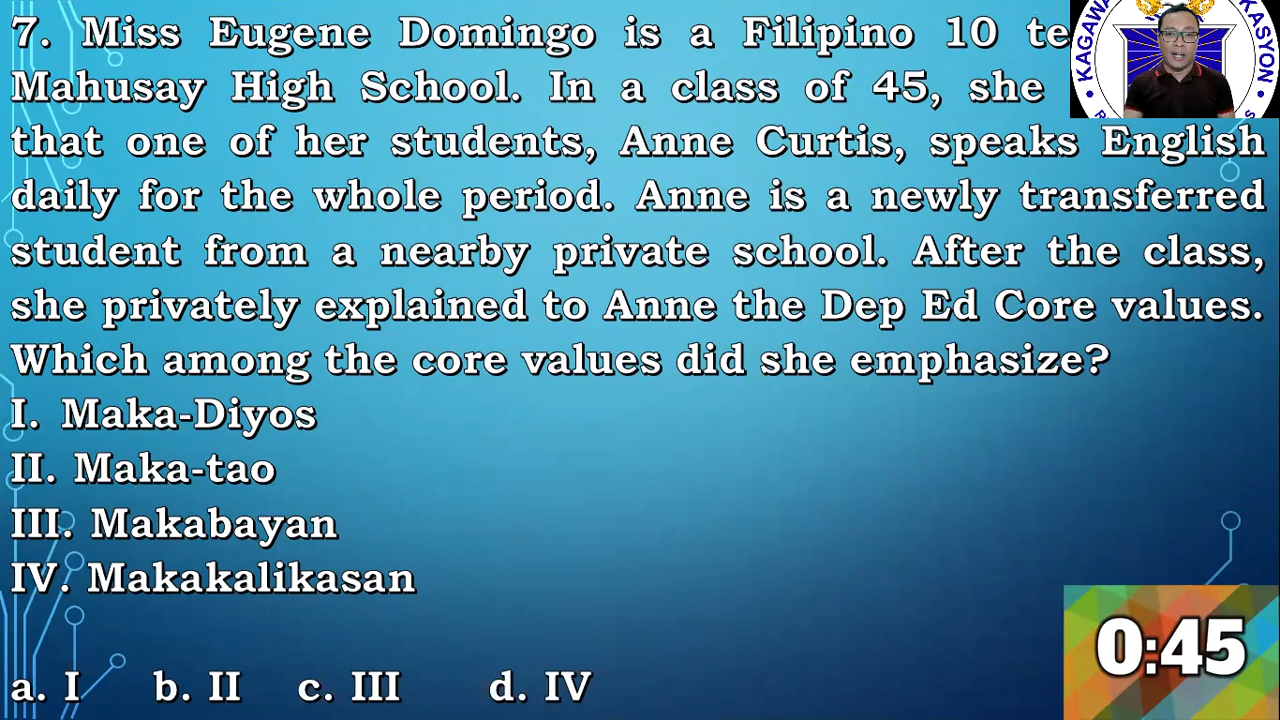 7. Miss Eugene Domingo is a Filipino 10 te
Mahusay High School. In a class of 45, she
that one of her students, Anne Curtis, speaks English
daily for the whole period. Anne is a newly transferred
student from a nearby private school. After the class,
she privately explained to Anne the Dep Ed Core values.
Which among the core values did she emphasize?
I. Maka-Diyos
II. Maka-tao
III. Makabayan
IV. Makakalikasan
a. I b. II c. III d. IV
KAGAWA
KASYON
0:45